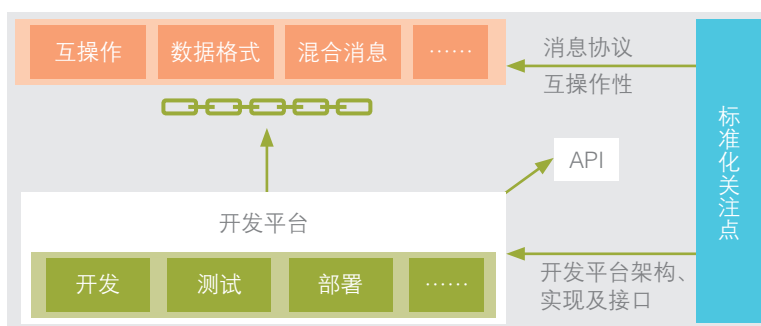 互操作
数据格式
混合消息
……
消息协议
互操作性
标准化关注点
API
开发平台
开发
测试
部署
……
开发平台架构、
实现及接口